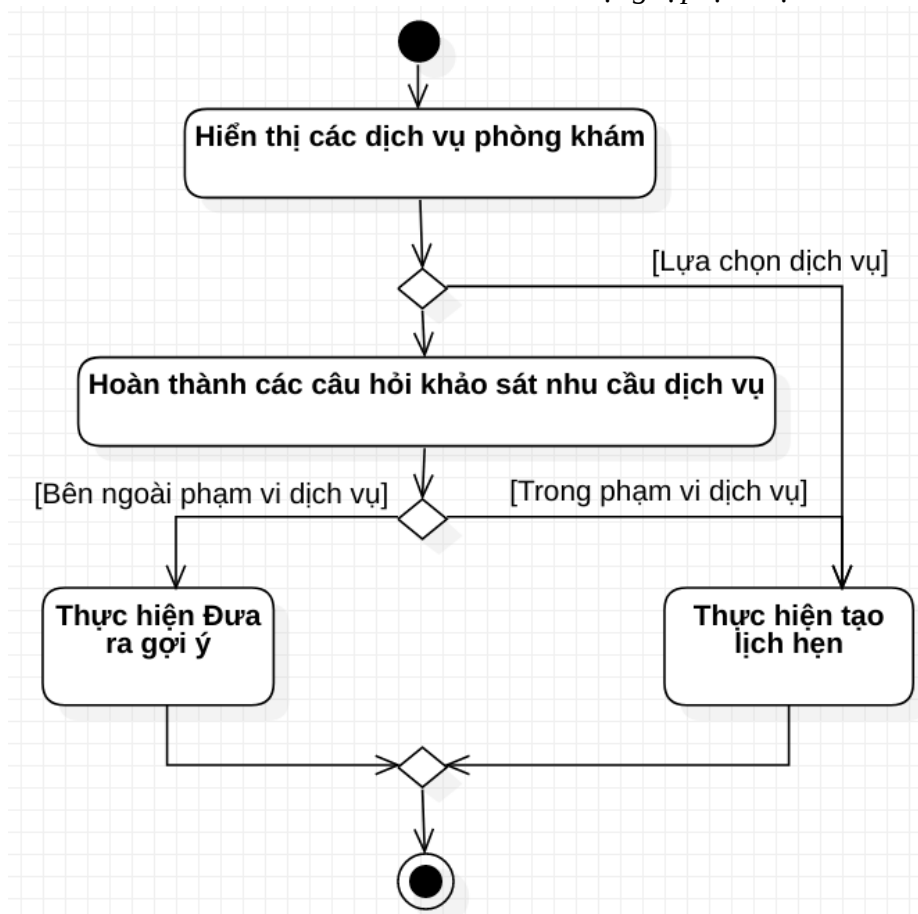 Hiển thị các dịch vụ phòng khám
[Lựa chọn dịch vụ]
Hoàn thành các câu hỏi khảo sát nhu cầu dịch vụ
[Bên ngoài phạm vi dịch vụ]
[Trong phạm vi dịch vụ]
Thực hiện Đưa
ra gợi ý
Thực hiện tạo
lịch hẹn